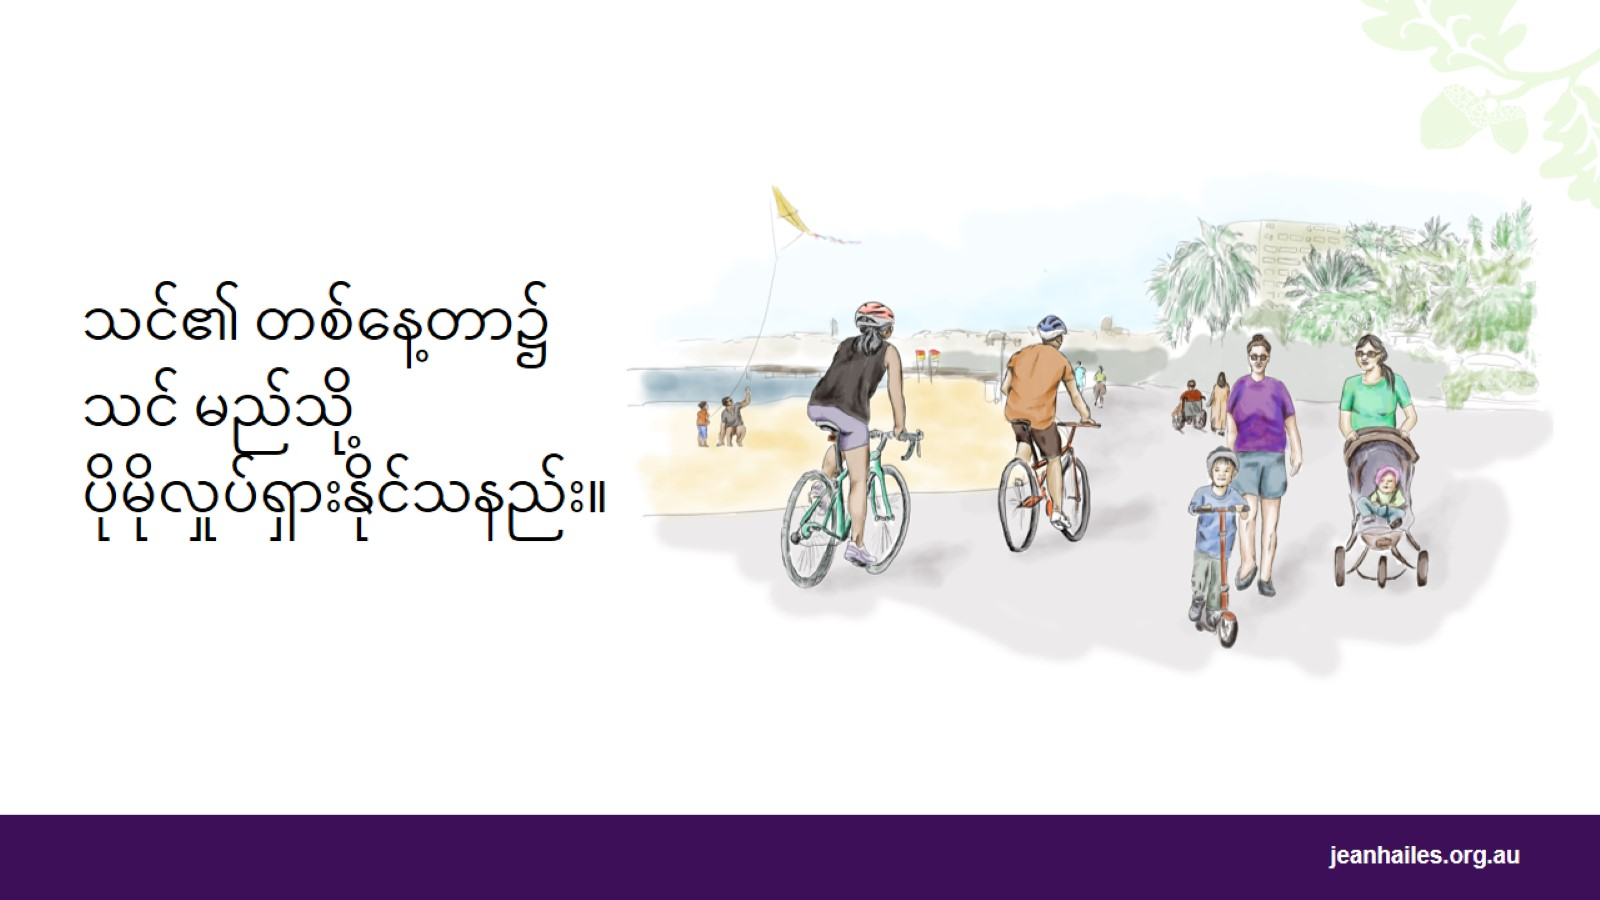 သင်၏ တစ်နေ့တာ၌
သင် မည်သို့
ပိုမိုလှုပ်ရှားနိုင်သနည်း။
jeanhailes.org.au